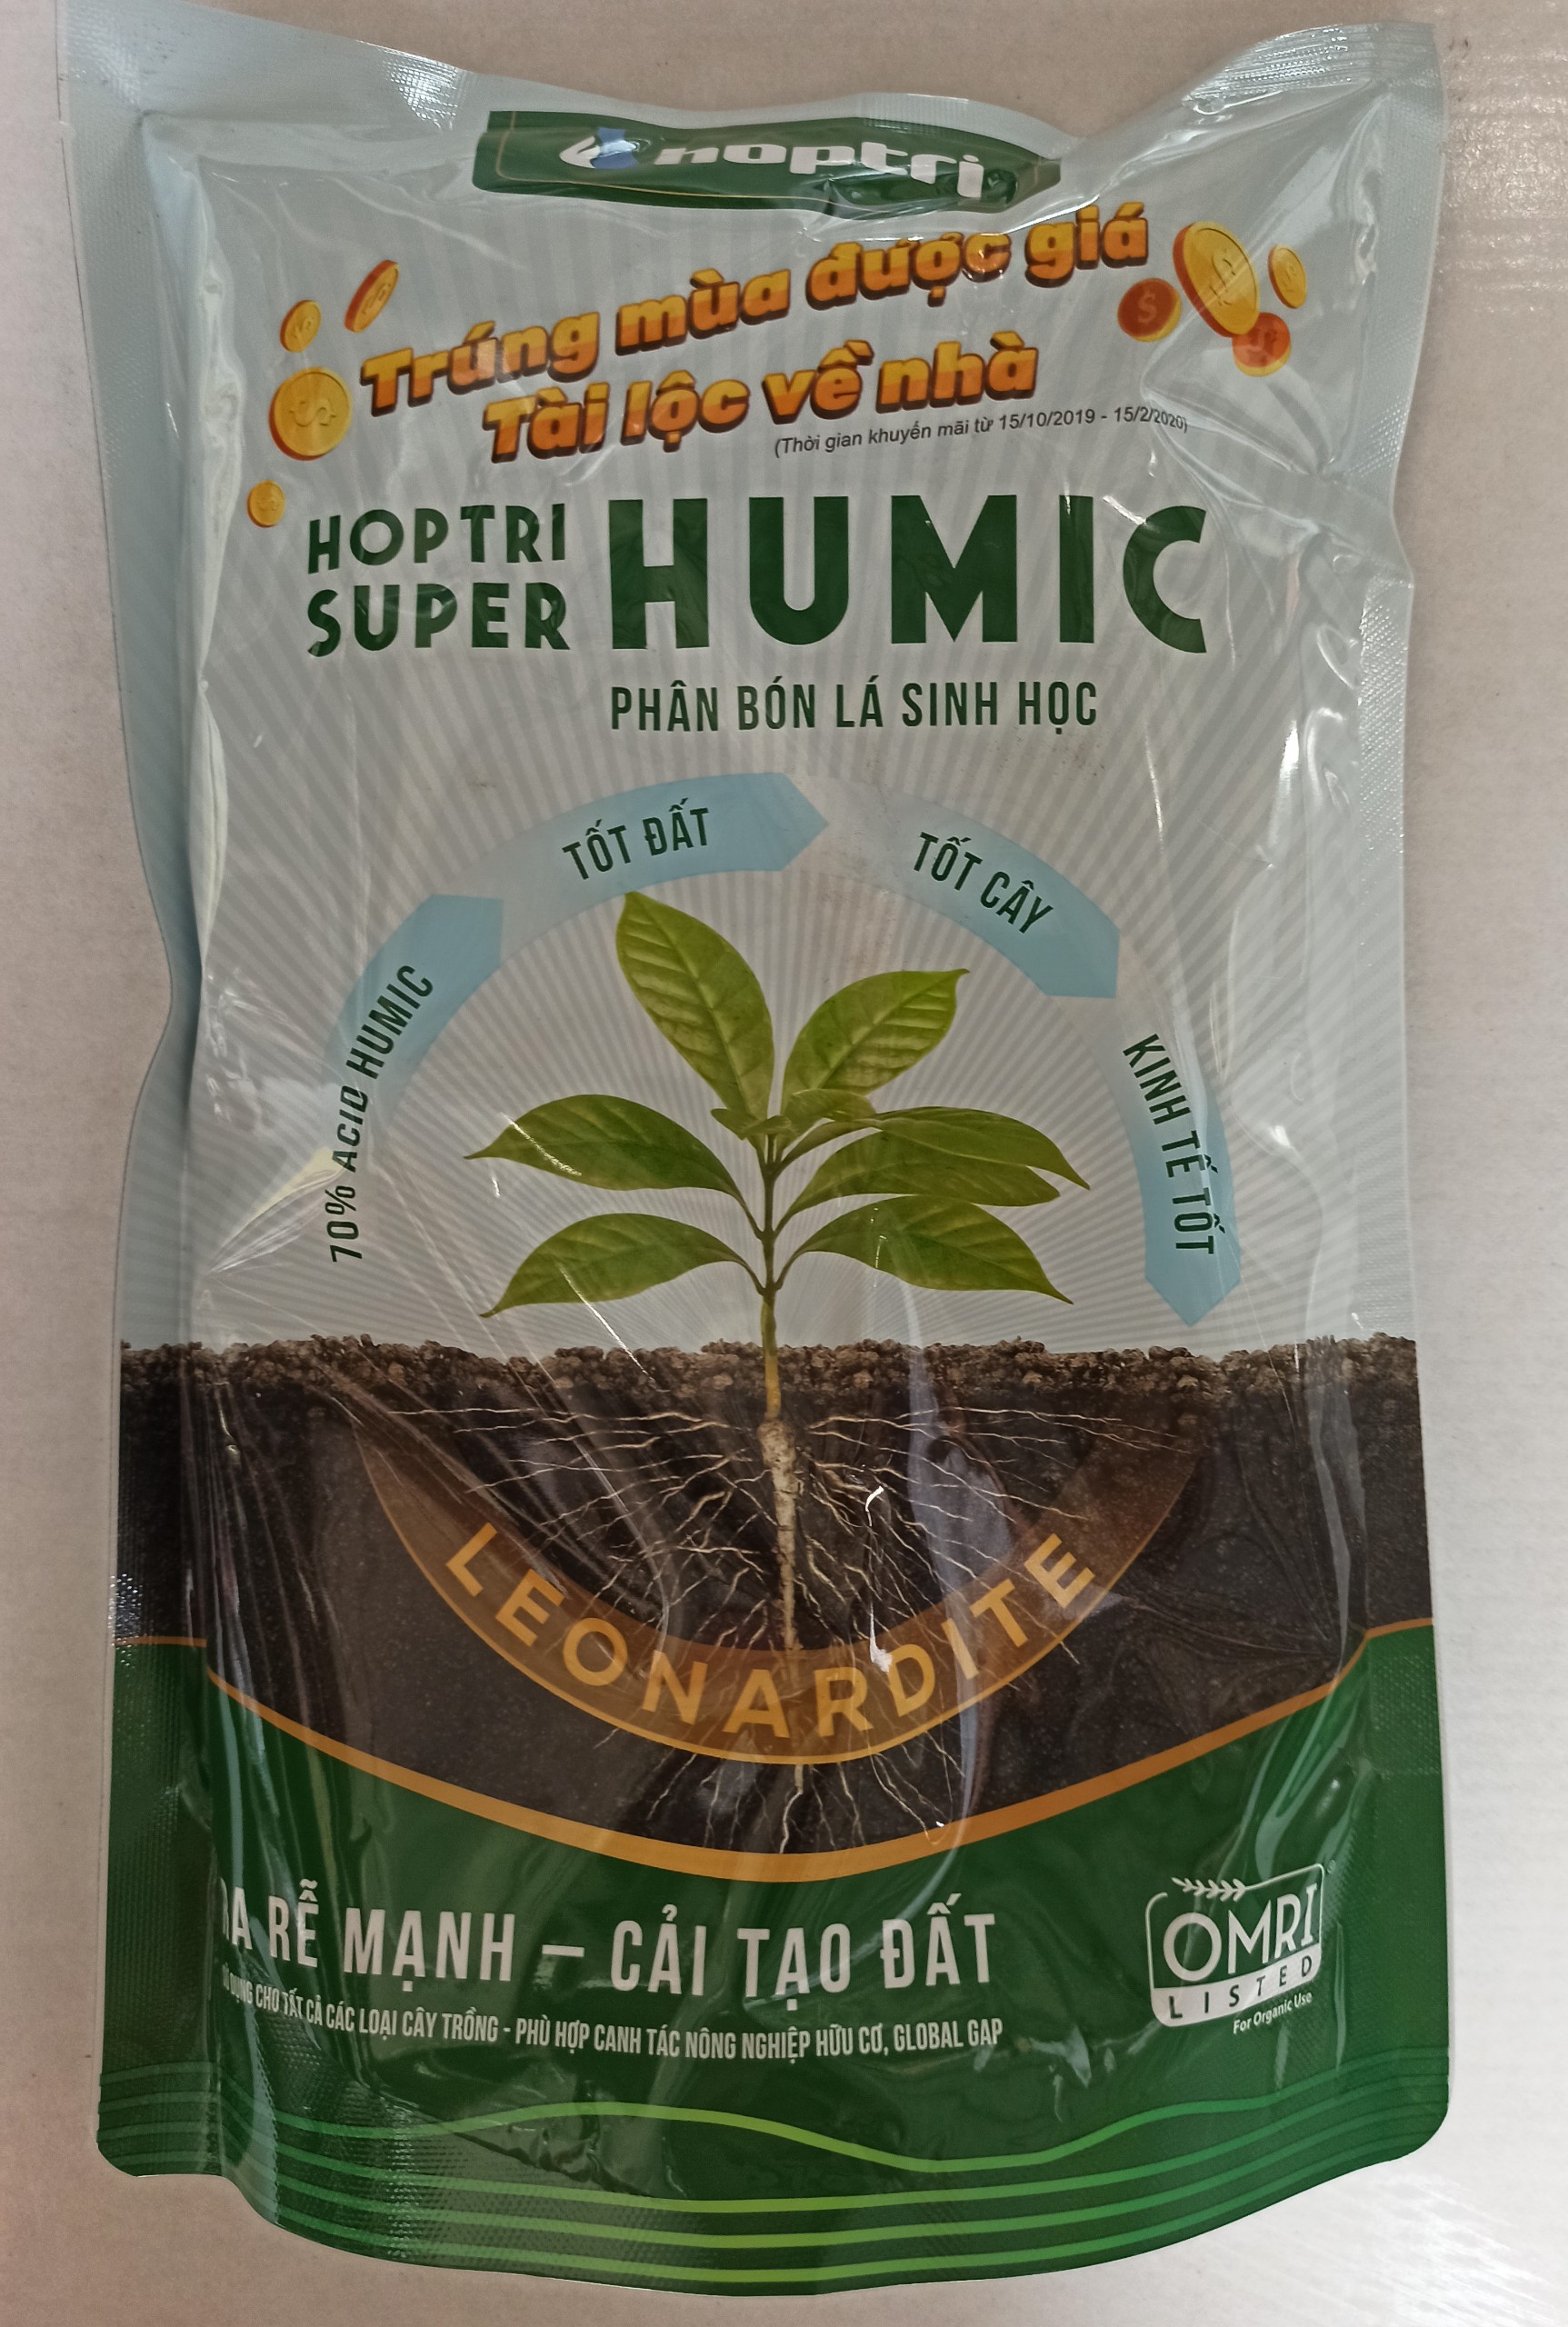 hoptri
Trúng mùa được giá
Tài lộc về nhà
(Thời gian khuyến mãi từ 15/10/2019 - 15/2/2020)
HOPTRI
SUPER
HUMIC
PHÂN BÓN LÁ SINH HỌC
70% ACID HUMIC
TỐT ĐẤT
TỐT CÂY
KINH TẾ TỐT
LEONARDITE
RA RỄ MẠNH – CẢI TẠO ĐẤT
DỤNG CHO TẤT CẢ CÁC LOẠI CÂY TRỒNG - PHÙ HỢP CANH TÁC NÔNG NGHIỆP HỮU CƠ, GLOBAL GAP
OMRI
LISTED
For Organic Use